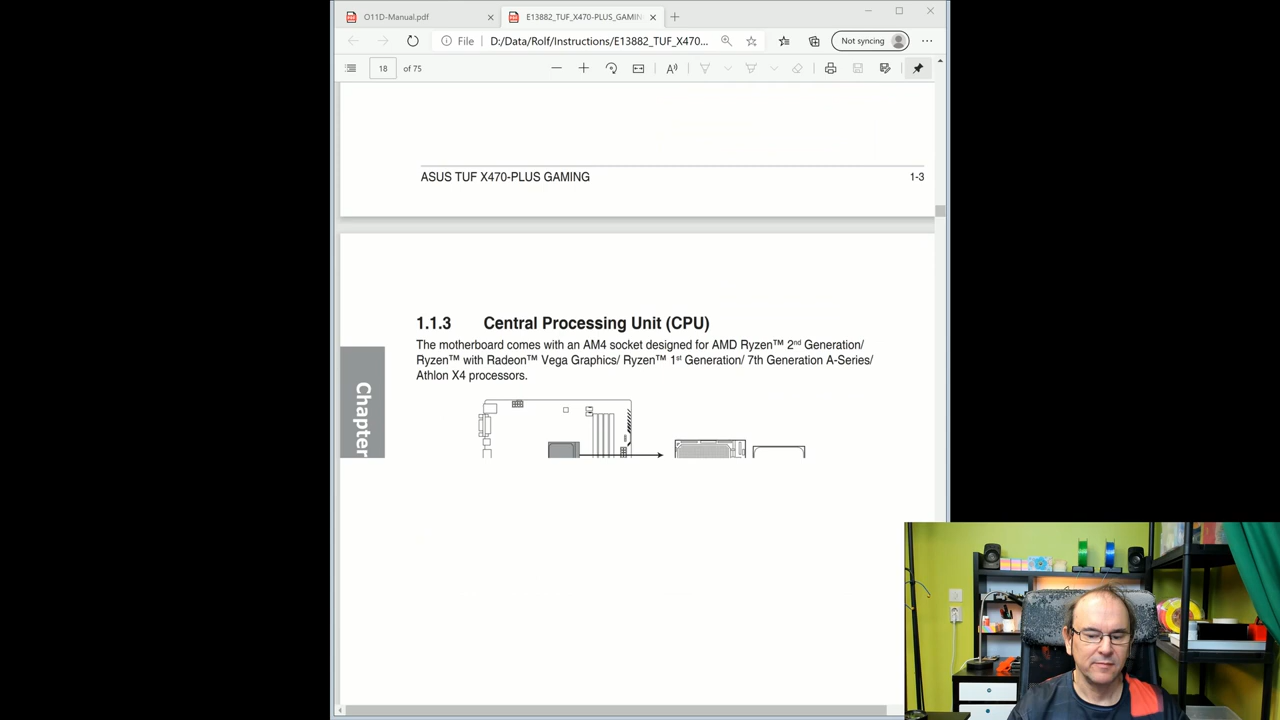 O11D-Manual.pdf
E13882_TUF_X470-PLUS_GAMIN
File
D:/Data/Rolf/Instructions/E13882_TUF_X470...
Not syncing
18 of 75
ASUS TUF X470-PLUS GAMING 1-3
1.1.3 Central Processing Unit (CPU)
The motherboard comes with an AM4 socket designed for AMD Ryzen™ 2nd Generation/
Ryzen™ with Radeon™ Vega Graphics/ Ryzen™ 1st Generation/ 7th Generation A-Series/
Athlon X4 processors.
Chapter